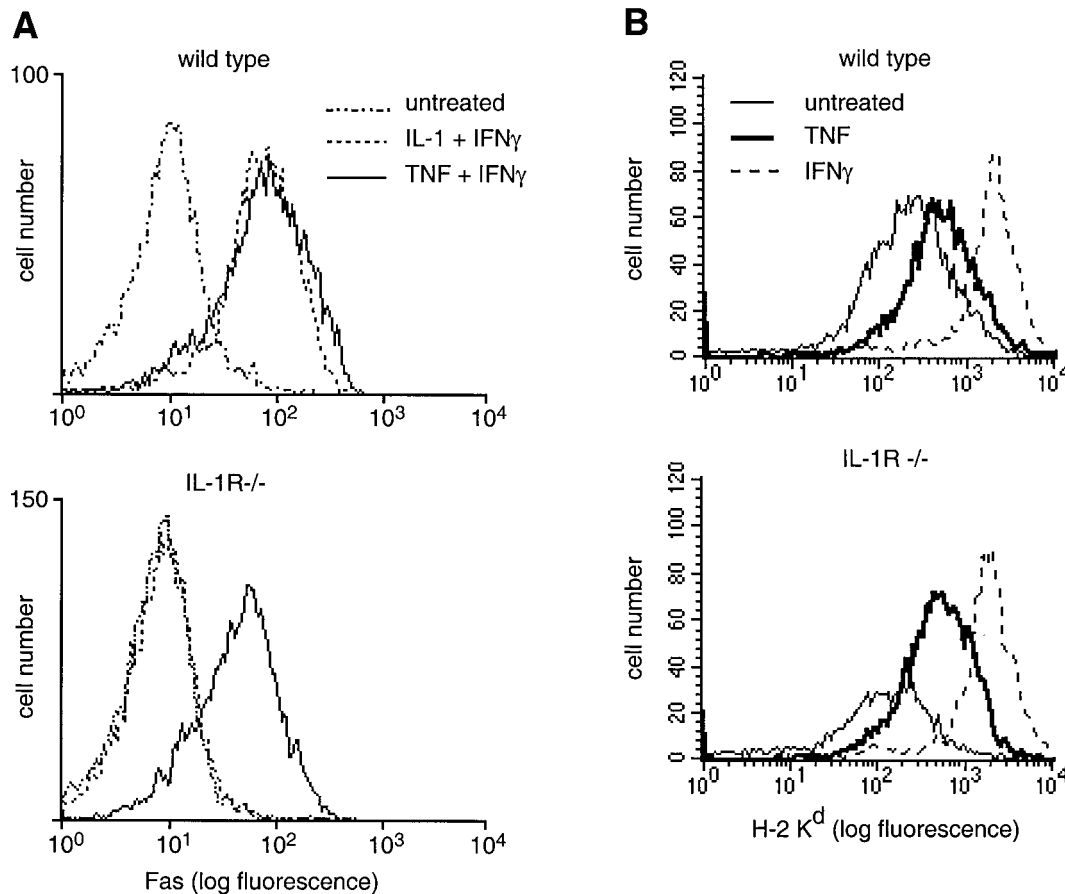 A
wild type
100
untreated
IL-1 + IFNγ
TNF + IFNγ
cell number
10^0 10^1 10^2 10^3 10^4
IL-1R-/-
150
cell number
10^0 10^1 10^2 10^3 10^4
Fas (log fluorescence)
B
wild type
120
100
80
60
40
20
0
untreated
TNF
IFNγ
cell number
10^0 10^1 10^2 10^3 10^4
IL-1R -/-
120
100
80
60
40
20
0
cell number
10^0 10^1 10^2 10^3 10^4
H-2 K^d (log fluorescence)